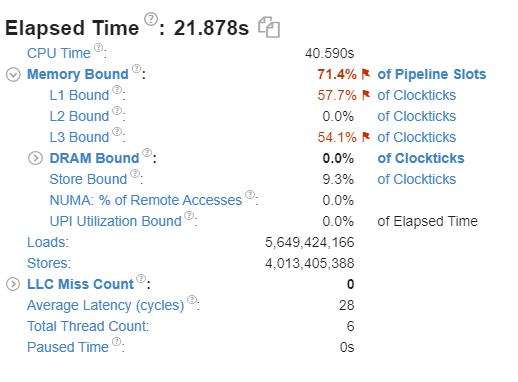 Elapsed Time ?: 21.878s
CPU Time ?: 40.590s
Memory Bound ?: 71.4% of Pipeline Slots
L1 Bound ?: 57.7% of Clockticks
L2 Bound ?: 0.0% of Clockticks
L3 Bound ?: 54.1% of Clockticks
DRAM Bound ?: 0.0% of Clockticks
Store Bound ?: 9.3% of Clockticks
NUMA: % of Remote Accesses ?: 0.0%
UPI Utilization Bound ?: 0.0% of Elapsed Time
Loads: 5,649,424,166
Stores: 4,013,405,388
LLC Miss Count ?: 0
Average Latency (cycles) ?: 28
Total Thread Count: 6
Paused Time ?: 0s